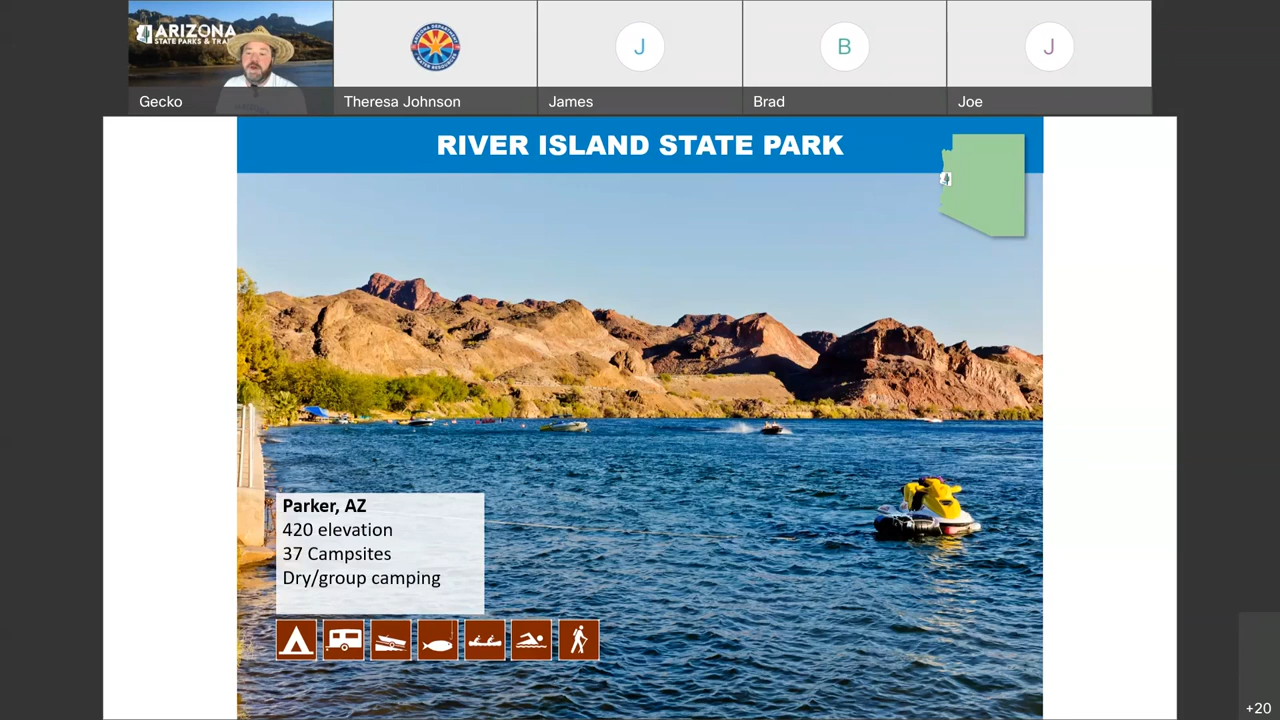 ARIZONA
STATE PARKS & TRA
Gecko
Theresa Johnson
J
James
B
Brad
J
Joe
RIVER ISLAND STATE PARK
Parker, AZ
420 elevation
37 Campsites
Dry/group camping
+20